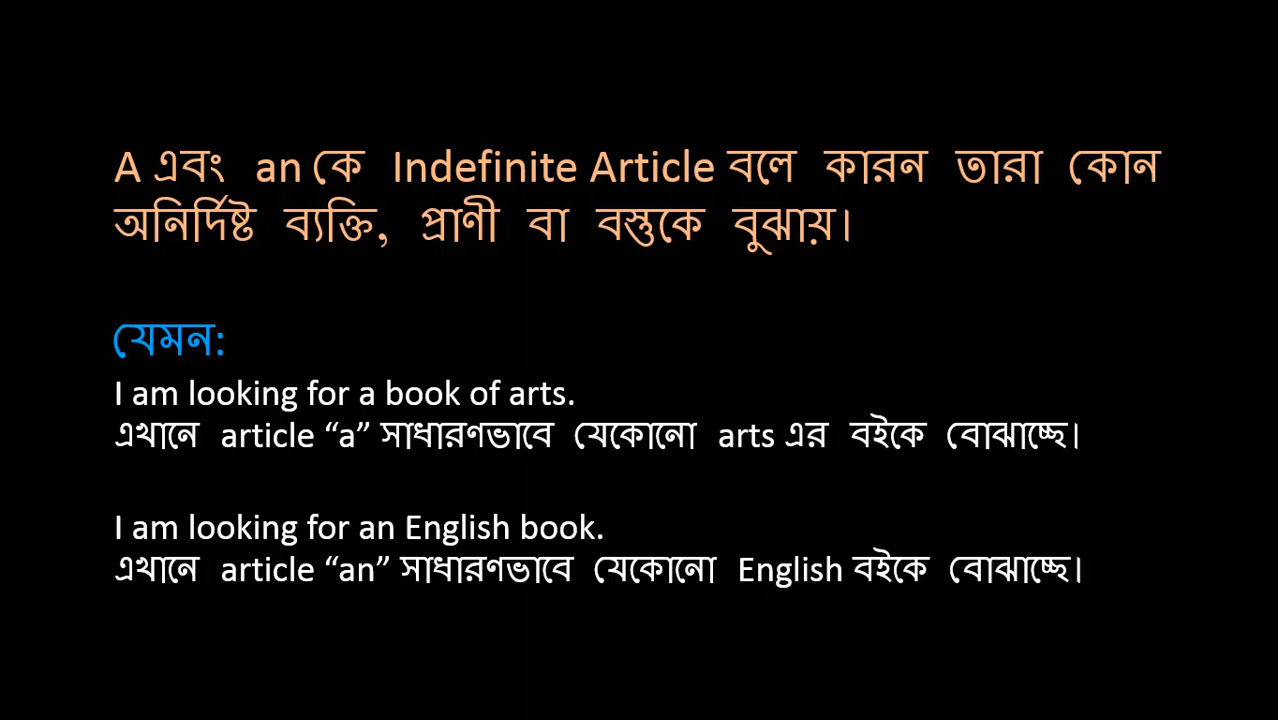 A এবং an কে Indefinite Article বলে কারন তারা কোন
অনির্দিষ্ট ব্যক্তি, প্রাণী বা বস্তুকে বুঝায়।
যেমন:
I am looking for a book of arts.
এখানে article “a” সাধারণভাবে যেকোনো arts এর বইকে বোঝাচ্ছে।
I am looking for an English book.
এখানে article “an” সাধারণভাবে যেকোনো English বইকে বোঝাচ্ছে।